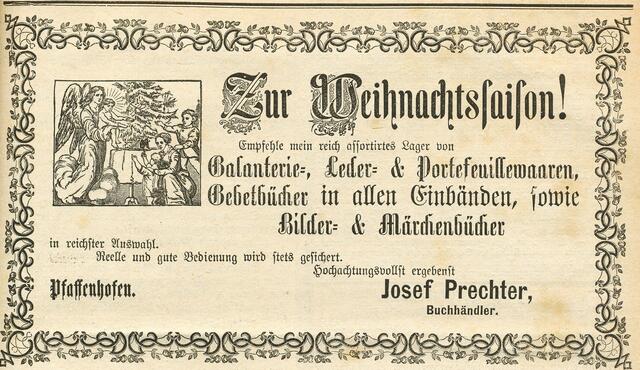 Zur Weihnachtssaison!
Empfehle mein reich assortirtes Lager von
Galanterie-, Leder- & Portefeuillewaaren,
Gebetbücher in allen Einbänden, sowie
Bilder- & Märchenbücher
in reichster Auswahl.
Reelle und gute Bedienung wird stets gesichert.
Hochachtungsvollst ergebenst
Pfaffenhofen. Josef Prechter,
Buchhändler.